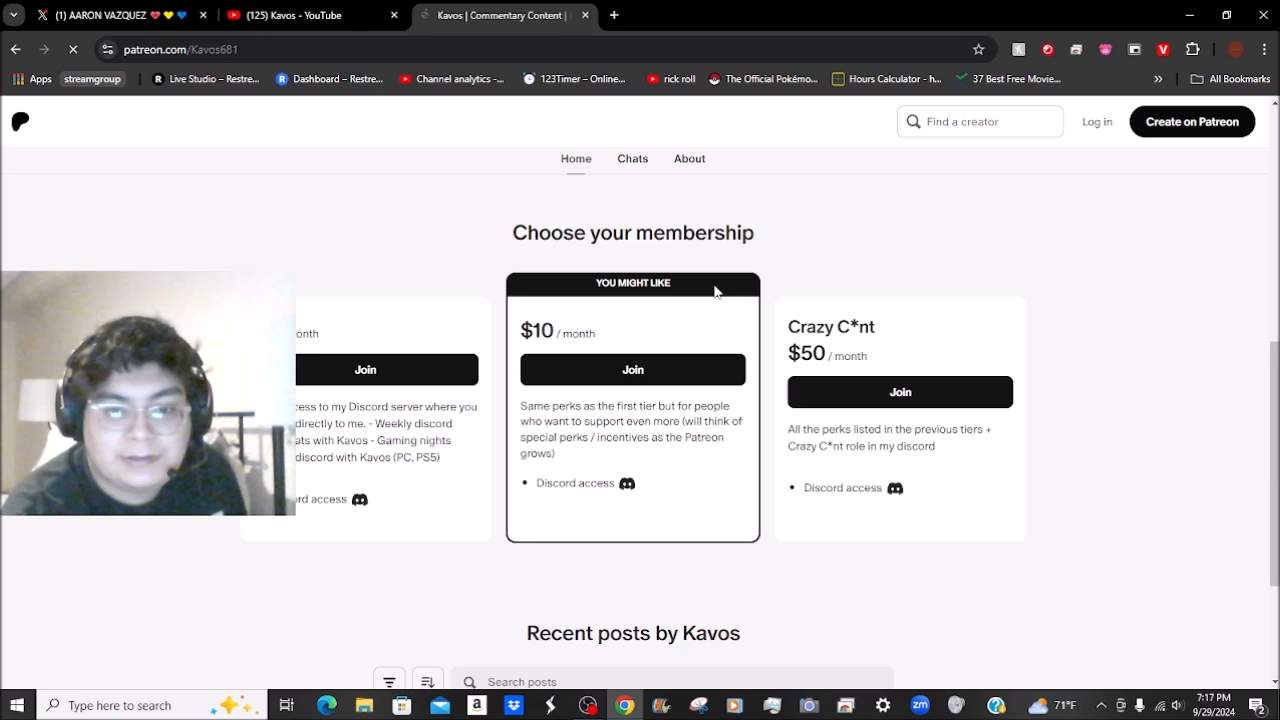 (1) AARON VAZQUEZ ❤️💛💙
(125) Kavos - YouTube
Kavos | Commentary Content |
patreon.com/Kavos681
Apps
streamgroup
Live Studio - Restre...
Dashboard – Restre...
Channel analytics -...
123Timer – Online...
rick roll
The Official Pokémo...
Hours Calculator - h...
37 Best Free Movie...
All Bookmarks
Find a creator
Log in
Create on Patreon
Home
Chats
About
Choose your membership
onth
Join
cess to my Discord server where you
directly to me. - Weekly discord
ats with Kavos - Gaming nights
discord with Kavos (PC, PS5)
rd access
YOU MIGHT LIKE
$10 / month
Join
Same perks as the first tier but for people
who want to support even more (will think of
special perks / incentives as the Patreon
grows)
• Discord access
Crazy C*nt
$50 / month
Join
All the perks listed in the previous tiers +
Crazy C*nt role in my discord
• Discord access
Recent posts by Kavos
Search posts
Type here to search
71°F
7:17 PM
9/29/2024